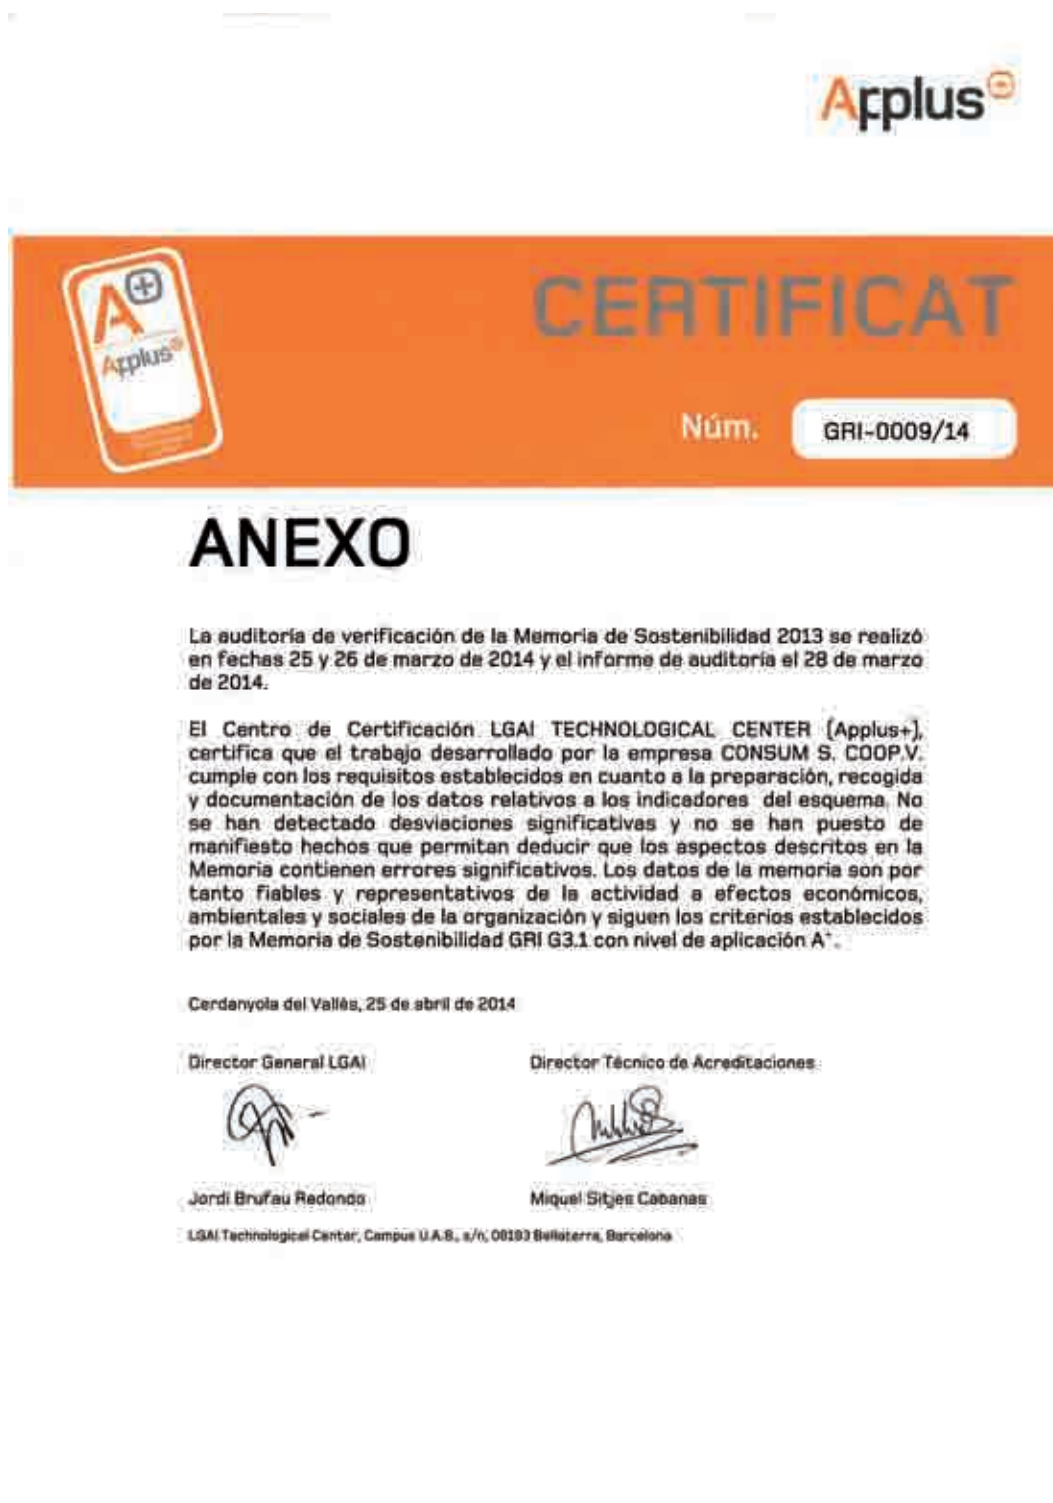 Applus+
CERTIFICAT
A+
Applus+
Núm. GRI-0009/14
ANEXO
La auditoría de verificación de la Memoria de Sostenibilidad 2013 se realizó
en fechas 25 y 26 de marzo de 2014 y el informe de auditoría el 28 de marzo
de 2014.
El Centro de Certificación LGAI TECHNOLOGICAL CENTER (Applus+),
certifica que el trabajo desarrollado por la empresa CONSUM S. COOP.V.
cumple con los requisitos establecidos en cuanto a la preparación, recogida
y documentación de los datos relativos a los indicadores del esquema. No
se han detectado desviaciones significativas y no se han puesto de
manifiesto hechos que permitan deducir que los aspectos descritos en la
Memoria contienen errores significativos. Los datos de la memoria son por
tanto fiables y representativos de la actividad a efectos económicos,
ambientales y sociales de la organización y siguen los criterios establecidos
por la Memoria de Sostenibilidad GRI G3.1 con nivel de aplicación A+.
Cerdanyola del Vallès, 25 de abril de 2014
Director General LGAI
Director Técnico de Acreditaciones
Jordi Brufau Redondo
Miquel Sitjes Cabanas
LGAI Technological Center, Campus U.A.B., s/n, 08193 Bellaterra, Barcelona